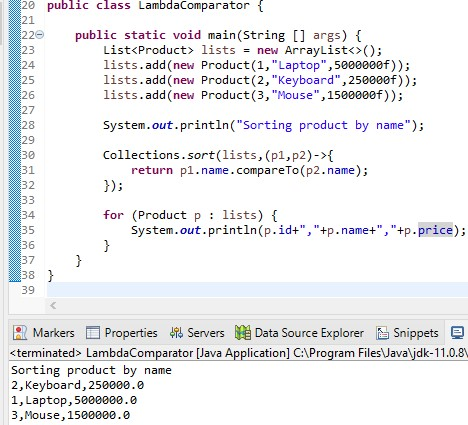 20 public class LambdaComparator {
21
22 public static void main(String [] args) {
23 List<Product> lists = new ArrayList<>();
24 lists.add(new Product(1,"Laptop",5000000f));
25 lists.add(new Product(2,"Keyboard",250000f));
26 lists.add(new Product(3,"Mouse",1500000f));
27
28 System.out.println("Sorting product by name");
29
30 Collections.sort(lists,(p1,p2)->{
31 return p1.name.compareTo(p2.name);
32 });
33
34 for (Product p : lists) {
35 System.out.println(p.id+","+p.name+","+p.price);
36 }
37 }
38 }
39
Markers Properties Servers Data Source Explorer Snippets
<terminated> LambdaComparator [Java Application] C:\Program Files\Java\jdk-11.0.8\
Sorting product by name
2,Keyboard,250000.0
1,Laptop,5000000.0
3,Mouse,1500000.0